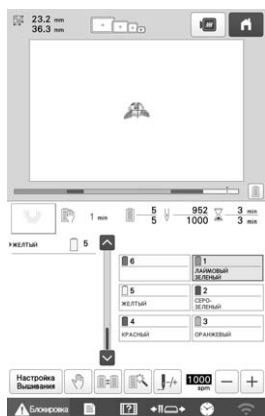 23.2 mm
36.3 mm
1 min
5
5
952
1000
3 min
3 min
ЖЕЛТЫЙ 5
6
1
ЛАЙМОВЫЙ
ЗЕЛЕНЫЙ
5
ЖЕЛТЫЙ
2
СЕРО-
ЗЕЛЕНЫЙ
4
КРАСНЫЙ
3
ОРАНЖЕВЫЙ
Настройка
Вышивания
-/+
1000
spm
− +
Блокировка
?